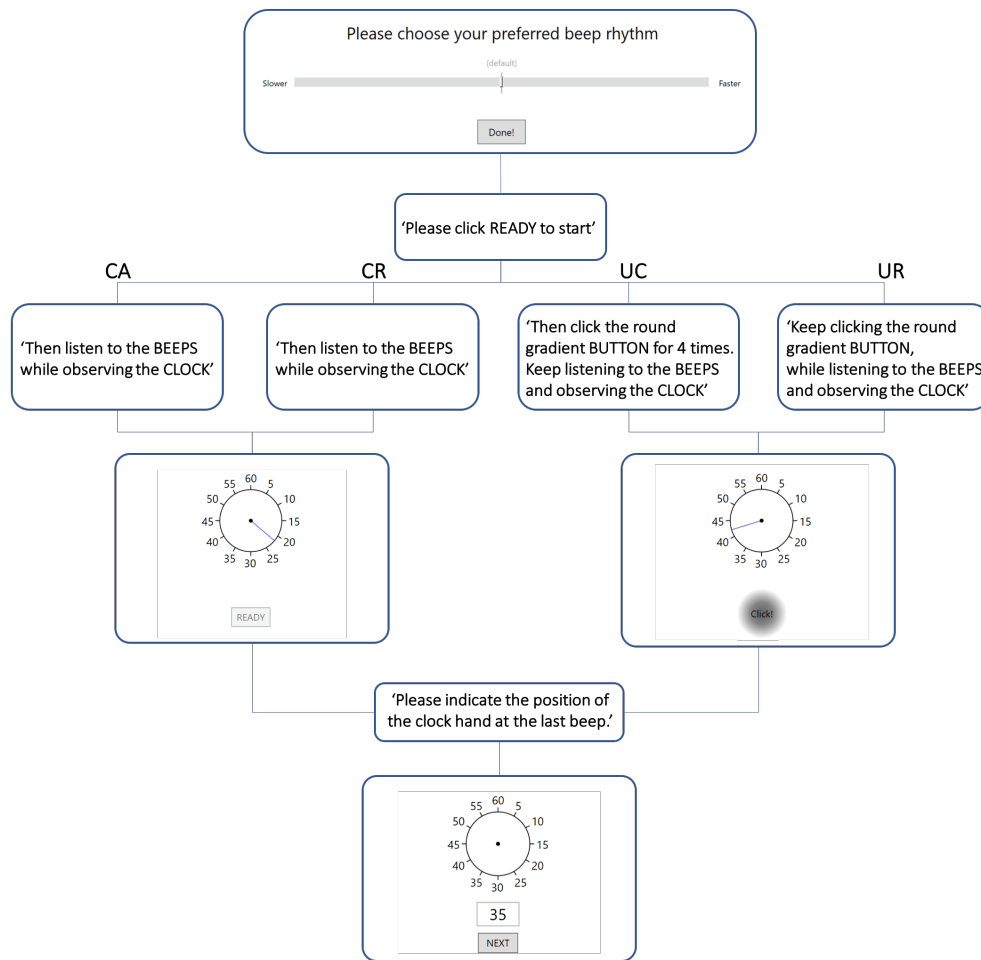 Please choose your preferred beep rhythm
(default)
Slower
Faster
Done!
‘Please click READY to start’
CA
CR
UC
UR
‘Then listen to the BEEPS
while observing the CLOCK’
‘Then listen to the BEEPS
while observing the CLOCK’
‘Then click the round
gradient BUTTON for 4 times.
Keep listening to the BEEPS
and observing the CLOCK’
‘Keep clicking the round
gradient BUTTON,
while listening to the BEEPS
and observing the CLOCK’
60
5
10
15
20
25
30
35
40
45
50
55
READY
60
5
10
15
20
25
30
35
40
45
50
55
Click!
‘Please indicate the position of
the clock hand at the last beep.’
60
5
10
15
20
25
30
35
40
45
50
55
35
NEXT